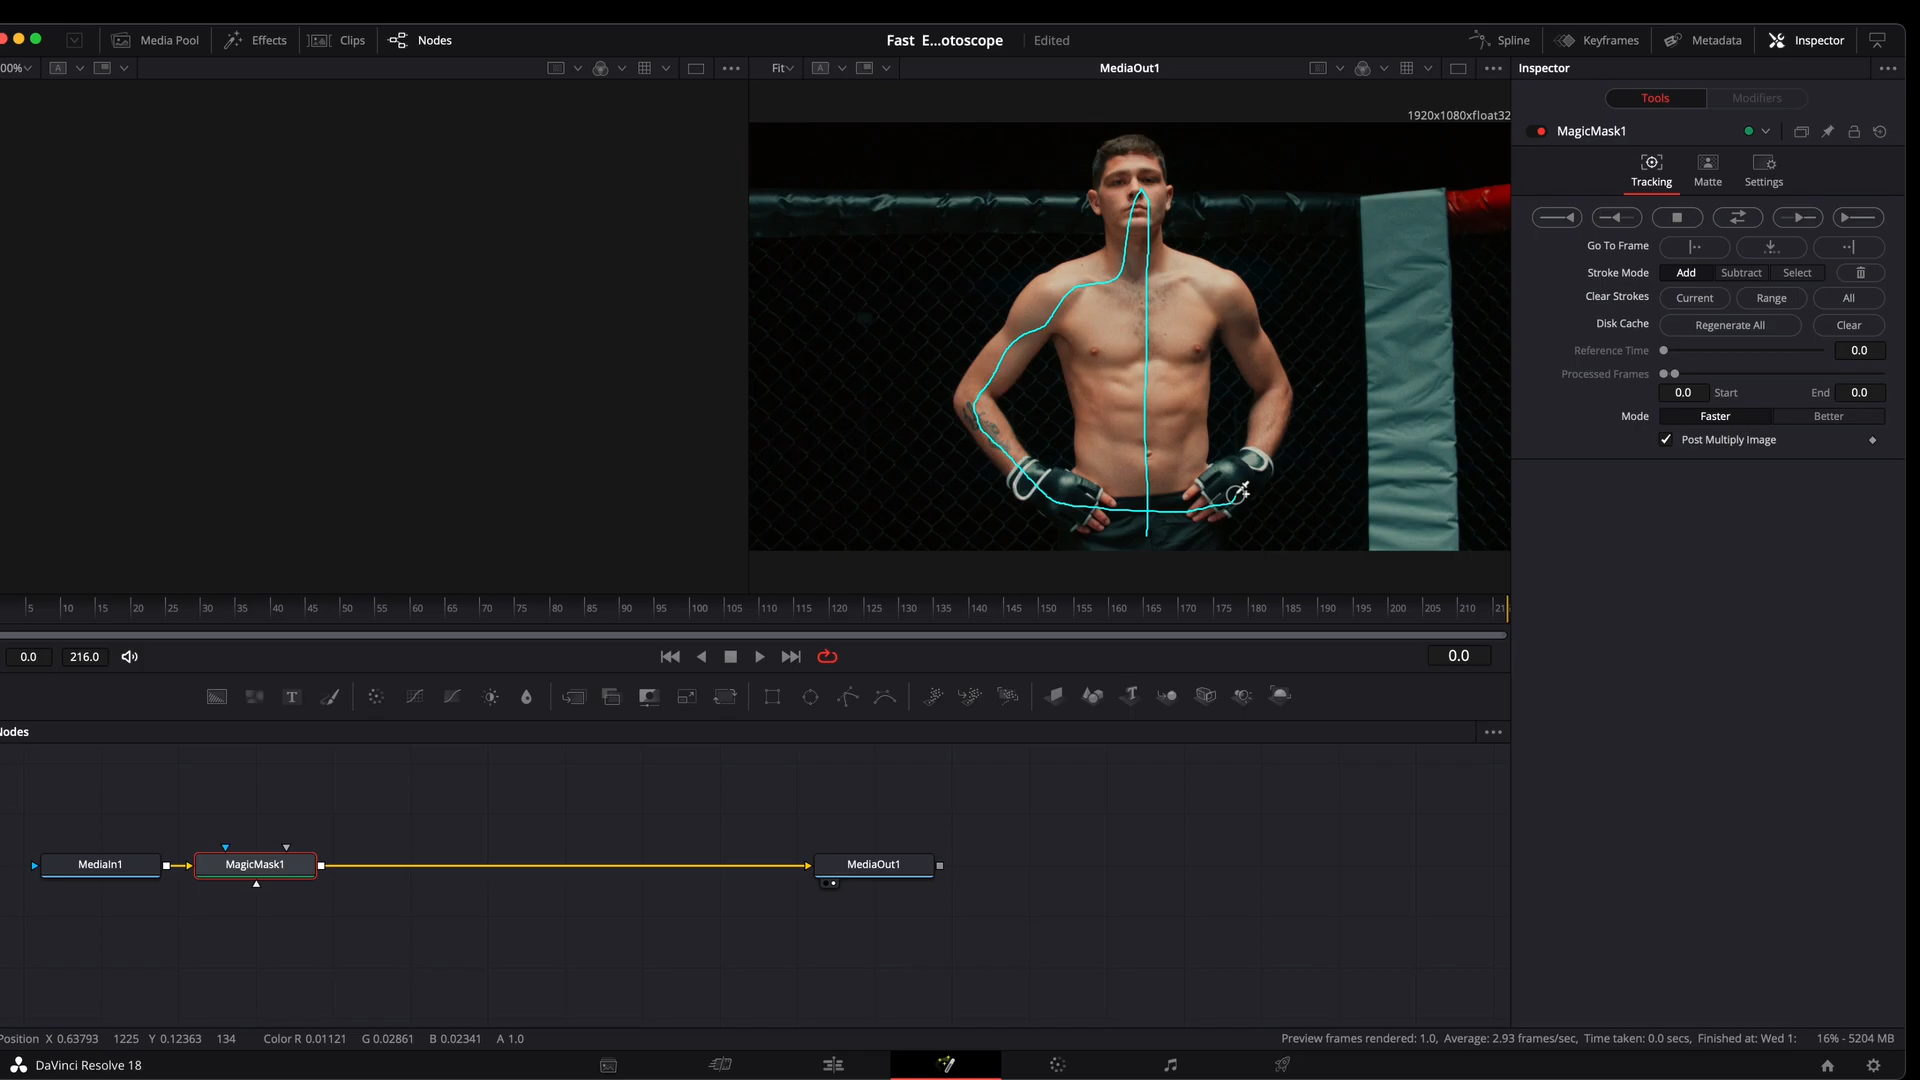 Media Pool Effects Clips Nodes Fast E...otoscope Edited Spline Keyframes Metadata Inspector
00% Fit MediaOut1 Inspector
Tools Modifiers
1920x1080xfloat32
MagicMask1
Tracking Matte Settings
Go To Frame
Stroke Mode Add Subtract Select
Clear Strokes Current Range All
Disk Cache Regenerate All Clear
Reference Time 0.0
Processed Frames
0.0 Start End 0.0
Mode Faster Better
Post Multiply Image
5 10 15 20 25 30 35 40 45 50 55 60 65 70 75 80 85 90 95 100 105 110 115 120 125 130 135 140 145 150 155 160 165 170 175 180 185 190 195 200 205 210 21
0.0 216.0 0.0
Nodes
MediaIn1 MagicMask1 MediaOut1
Position X 0.63793 1225 Y 0.12363 134 Color R 0.01121 G 0.02861 B 0.02341 A 1.0 Preview frames rendered: 1.0, Average: 2.93 frames/sec, Time taken: 0.0 secs, Finished at: Wed 1: 16% - 5204 MB
DaVinci Resolve 18